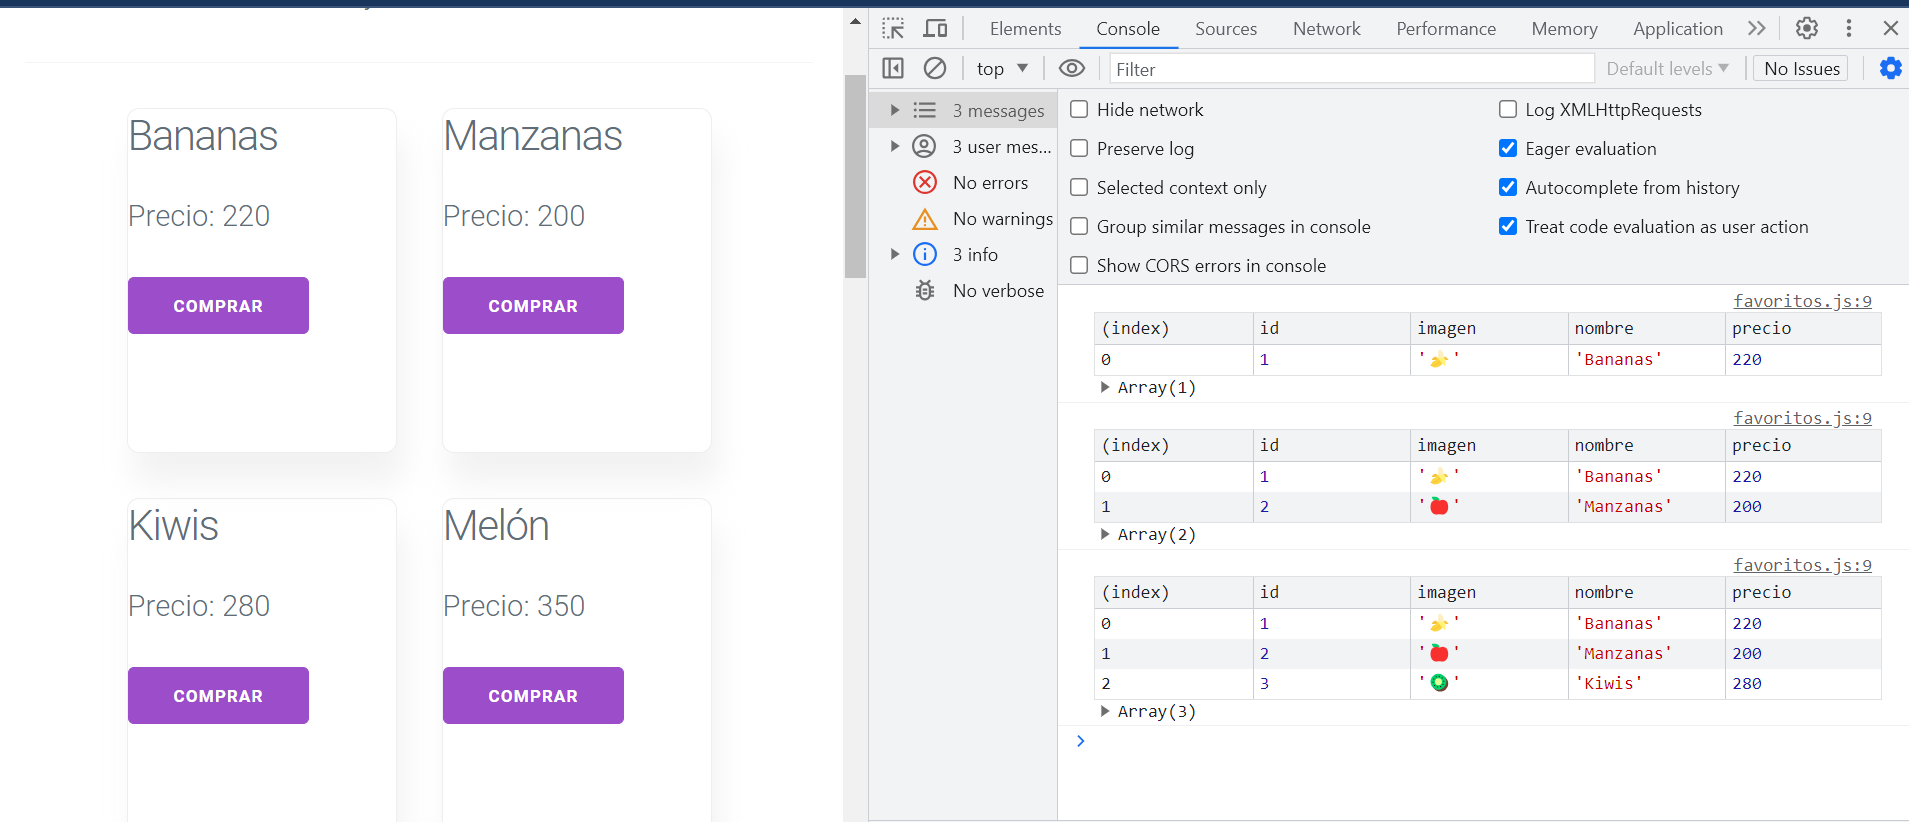 Bananas
Precio: 220
COMPRAR
Manzanas
Precio: 200
COMPRAR
Kiwis
Precio: 280
COMPRAR
Melón
Precio: 350
COMPRAR
Elements Console Sources Network Performance Memory Application
top Filter Default levels No Issues
3 messages
3 user mes...
No errors
No warnings
3 info
No verbose
Hide network
Preserve log
Selected context only
Group similar messages in console
Show CORS errors in console
Log XMLHttpRequests
Eager evaluation
Autocomplete from history
Treat code evaluation as user action
favoritos.js:9
(index) id imagen nombre precio
0 1 '🍌' 'Bananas' 220
Array(1)
favoritos.js:9
(index) id imagen nombre precio
0 1 '🍌' 'Bananas' 220
1 2 '🍎' 'Manzanas' 200
Array(2)
favoritos.js:9
(index) id imagen nombre precio
0 1 '🍌' 'Bananas' 220
1 2 '🍎' 'Manzanas' 200
2 3 '🥝' 'Kiwis' 280
Array(3)